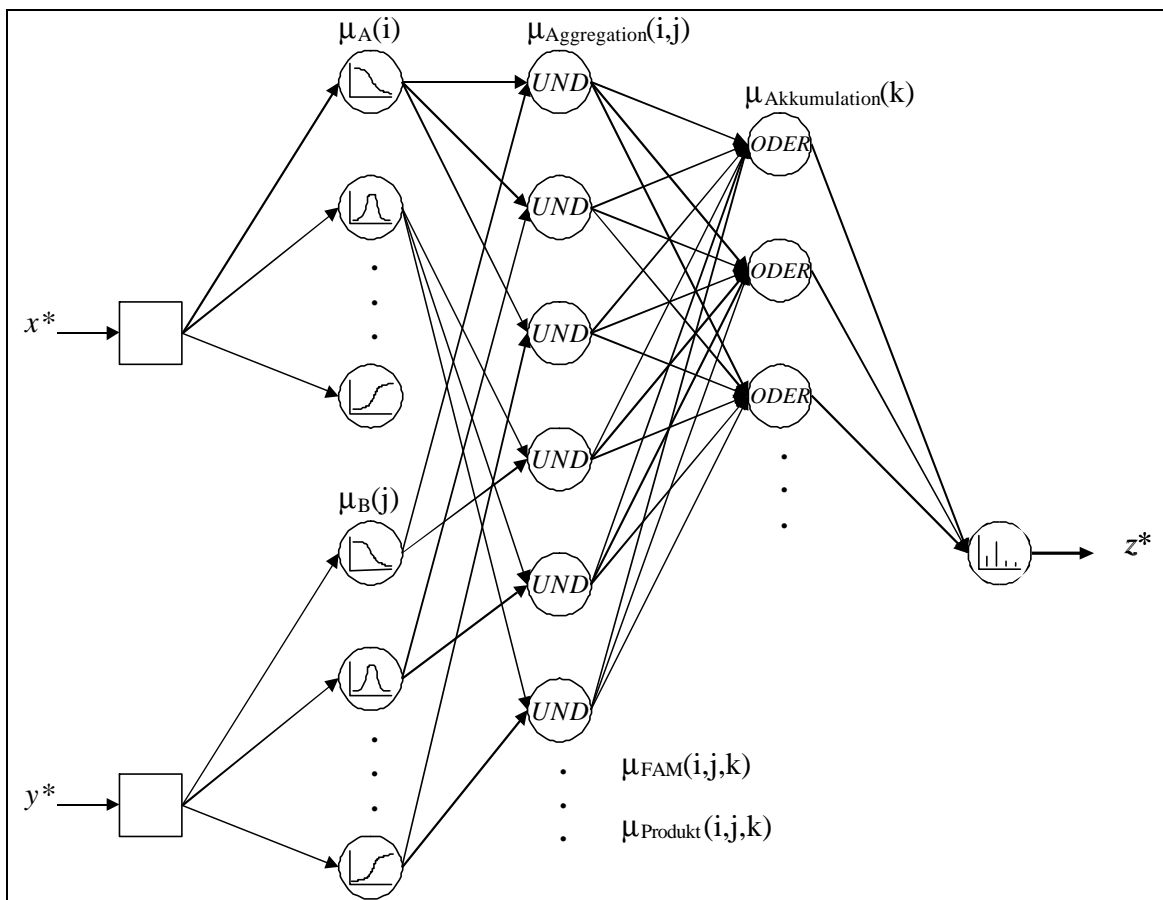 μA(i)
μAggregation(i,j)
μAkkumulation(k)
UND
UND
UND
UND
UND
UND
ODER
ODER
ODER
x*
μB(j)
z*
y*
μFAM(i,j,k)
μProdukt(i,j,k)